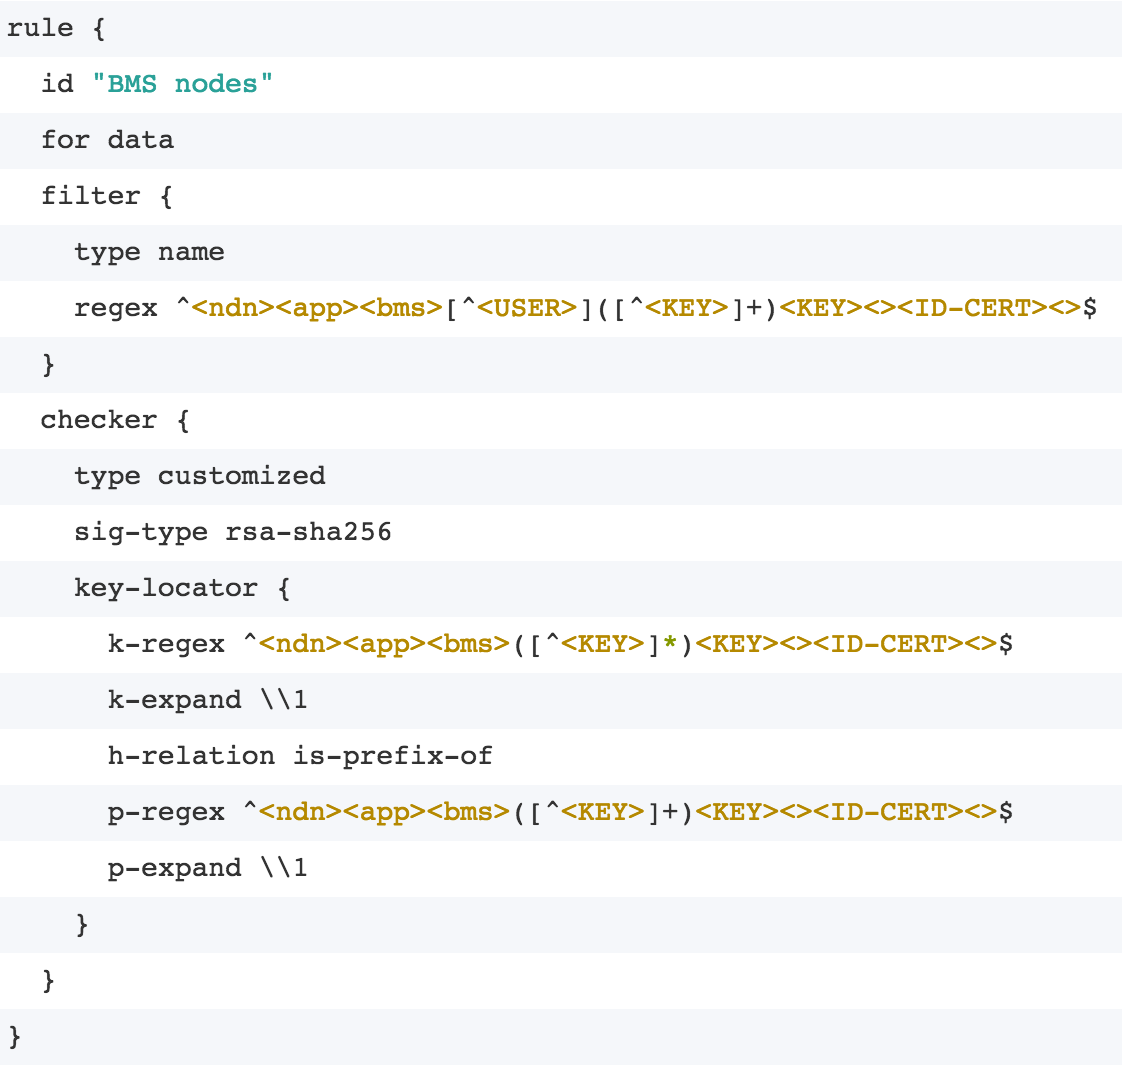 rule {
  id "BMS nodes"
  for data
  filter {
    type name
    regex ^<ndn><app><bms>[^<USER>]([^<KEY>]+)<KEY><><ID-CERT><>$
  }
  checker {
    type customized
    sig-type rsa-sha256
    key-locator {
      k-regex ^<ndn><app><bms>([^<KEY>]*)<KEY><><ID-CERT><>$
      k-expand \\1
      h-relation is-prefix-of
      p-regex ^<ndn><app><bms>([^<KEY>]+)<KEY><><ID-CERT><>$
      p-expand \\1
    }
  }
}